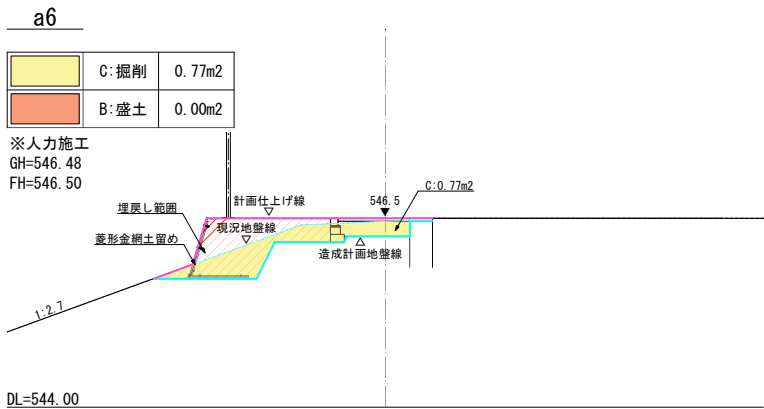 a6
C:掘削 0.77m2
B:盛土 0.00m2
※人力施工
GH=546.48
FH=546.50
計画仕上げ線
546.5
C:0.77m2
埋戻し範囲
現況地盤線
菱形金網土留め
造成計画地盤線
1:2.7
DL=544.00